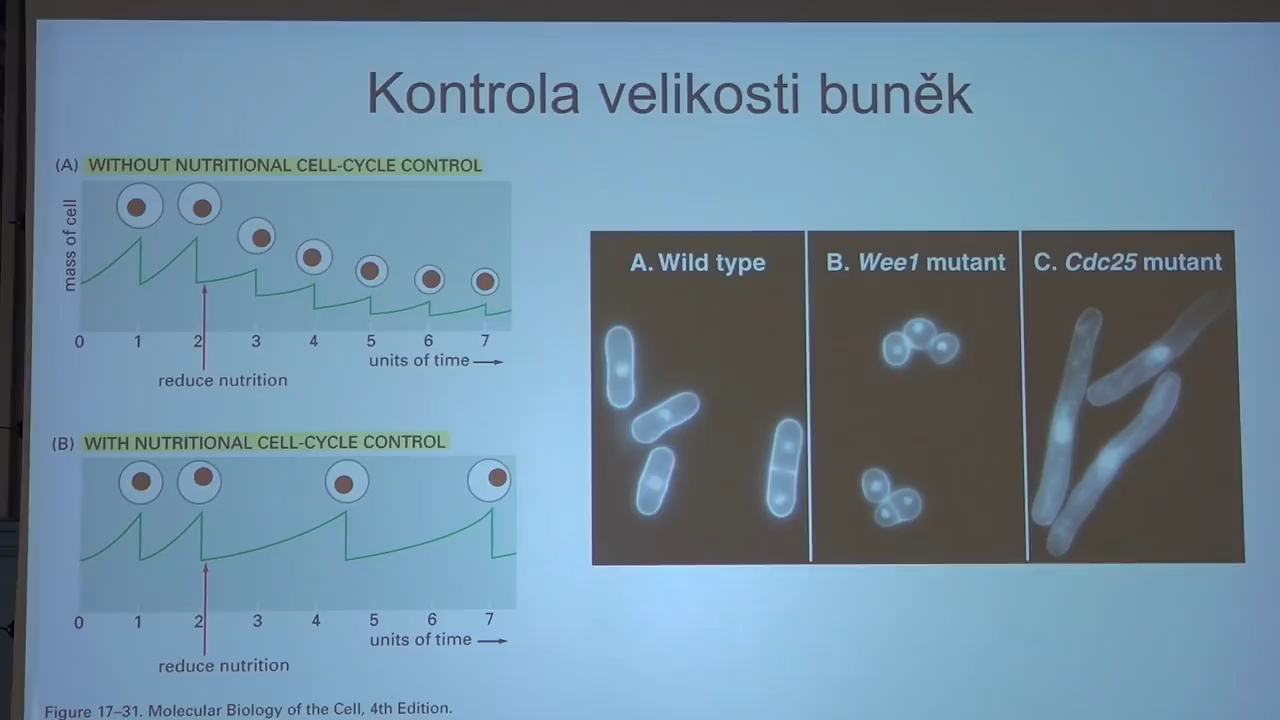 Kontrola velikosti buněk
(A) WITHOUT NUTRITIONAL CELL-CYCLE CONTROL
mass of cell
0 1 2 3 4 5 6 7
units of time
reduce nutrition
(B) WITH NUTRITIONAL CELL-CYCLE CONTROL
0 1 2 3 4 5 6 7
units of time
reduce nutrition
Figure 17–31. Molecular Biology of the Cell, 4th Edition.
A. Wild type
B. Wee1 mutant
C. Cdc25 mutant